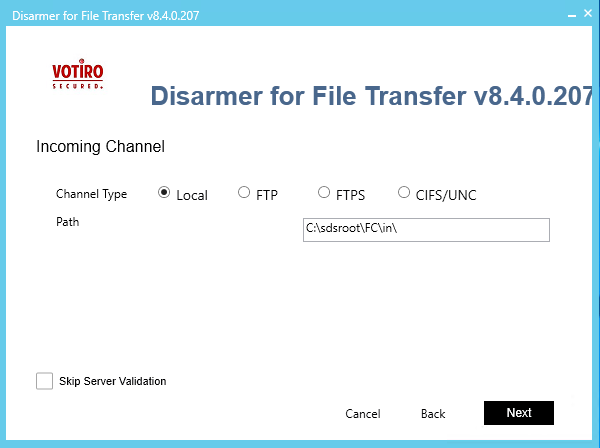 Disarmer for File Transfer v8.4.0.207
VOTIRO
SECURED.
Disarmer for File Transfer v8.4.0.207
Incoming Channel
Channel Type Local FTP FTPS CIFS/UNC
Path C:\sdsroot\FC\in\
Skip Server Validation
Cancel Back Next